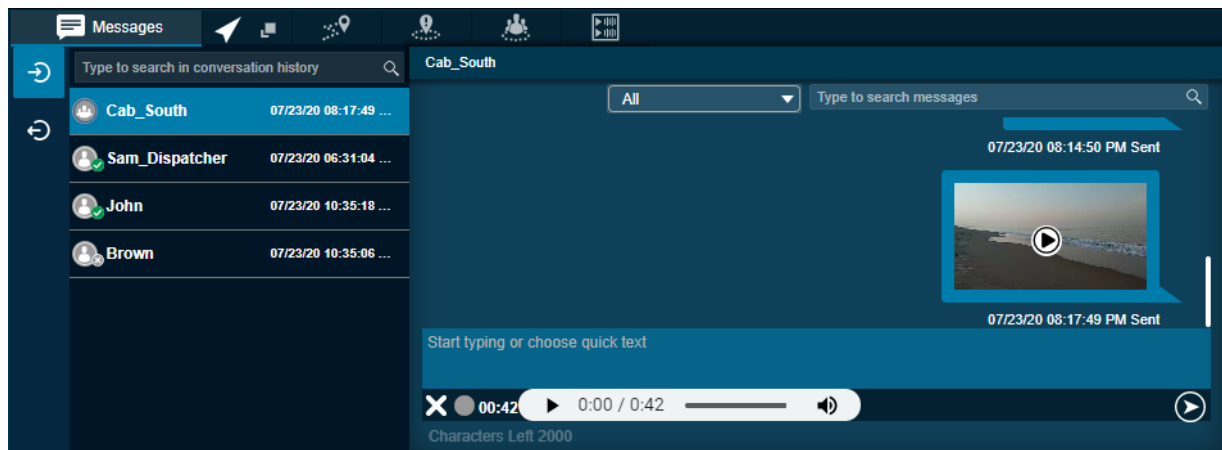 Messages
Type to search in conversation history
Cab_South 07/23/20 08:17:49 ...
Sam_Dispatcher 07/23/20 06:31:04 ...
John 07/23/20 10:35:18 ...
Brown 07/23/20 10:35:06 ...
Cab_South
All
Type to search messages
07/23/20 08:14:50 PM Sent
07/23/20 08:17:49 PM Sent
Start typing or choose quick text
00:42
0:00 / 0:42
Characters Left 2000